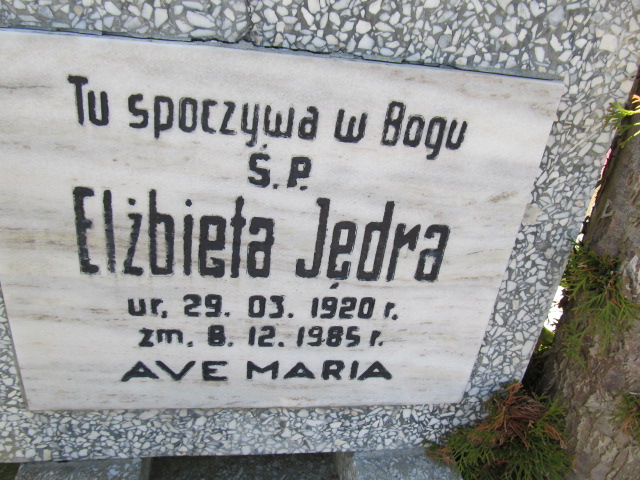 Tu spoczywa w Bogu
Ś.P.
Elżbieta Jędra
ur. 29. 03. 1920 r.
zm. 8. 12. 1985 r.
AVE MARIA